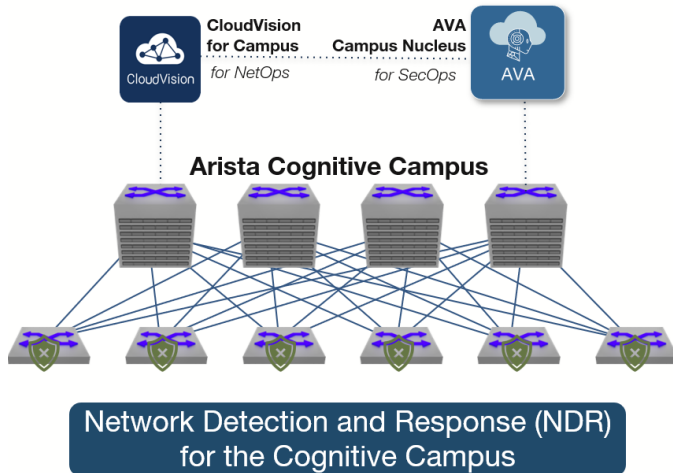 CloudVision
for Campus
for NetOps
CloudVision
AVA
Campus Nucleus
for SecOps
AVA
Arista Cognitive Campus
Network Detection and Response (NDR)
for the Cognitive Campus